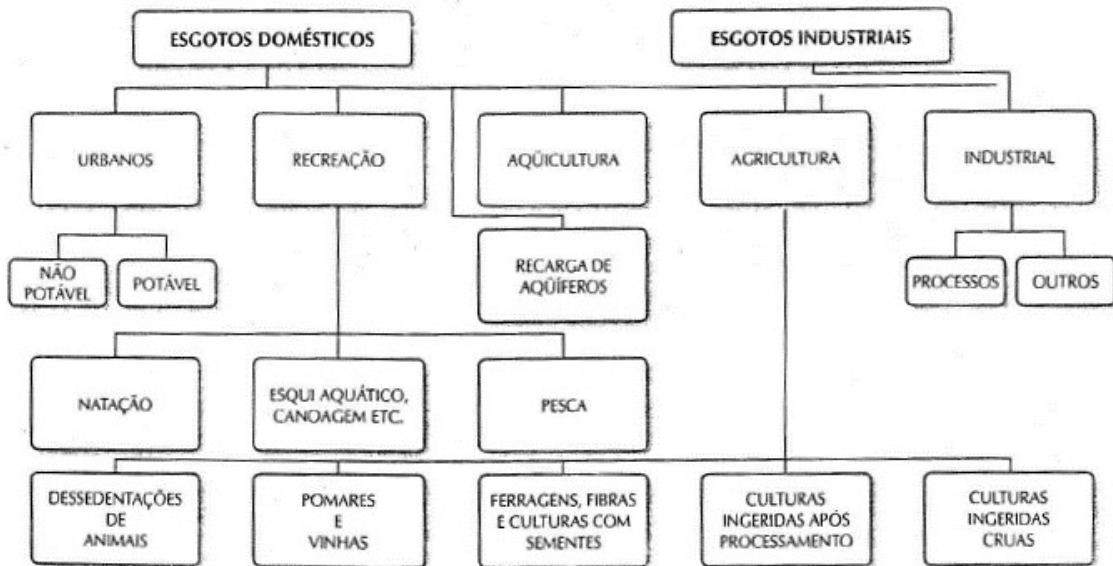 ESGOTOS DOMÉSTICOS
ESGOTOS INDUSTRIAIS
URBANOS
RECREAÇÃO
AQÜICULTURA
AGRICULTURA
INDUSTRIAL
NÃO
POTÁVEL
POTÁVEL
RECARGA DE
AQÜÍFEROS
PROCESSOS
OUTROS
NATAÇÃO
ESQUI AQUÁTICO,
CANOAGEM ETC.
PESCA
DESSEDENTAÇÕES
DE
ANIMAIS
POMARES
E
VINHAS
FERRAGENS, FIBRAS
E CULTURAS COM
SEMENTES
CULTURAS
INGERIDAS APÓS
PROCESSAMENTO
CULTURAS
INGERIDAS
CRUAS